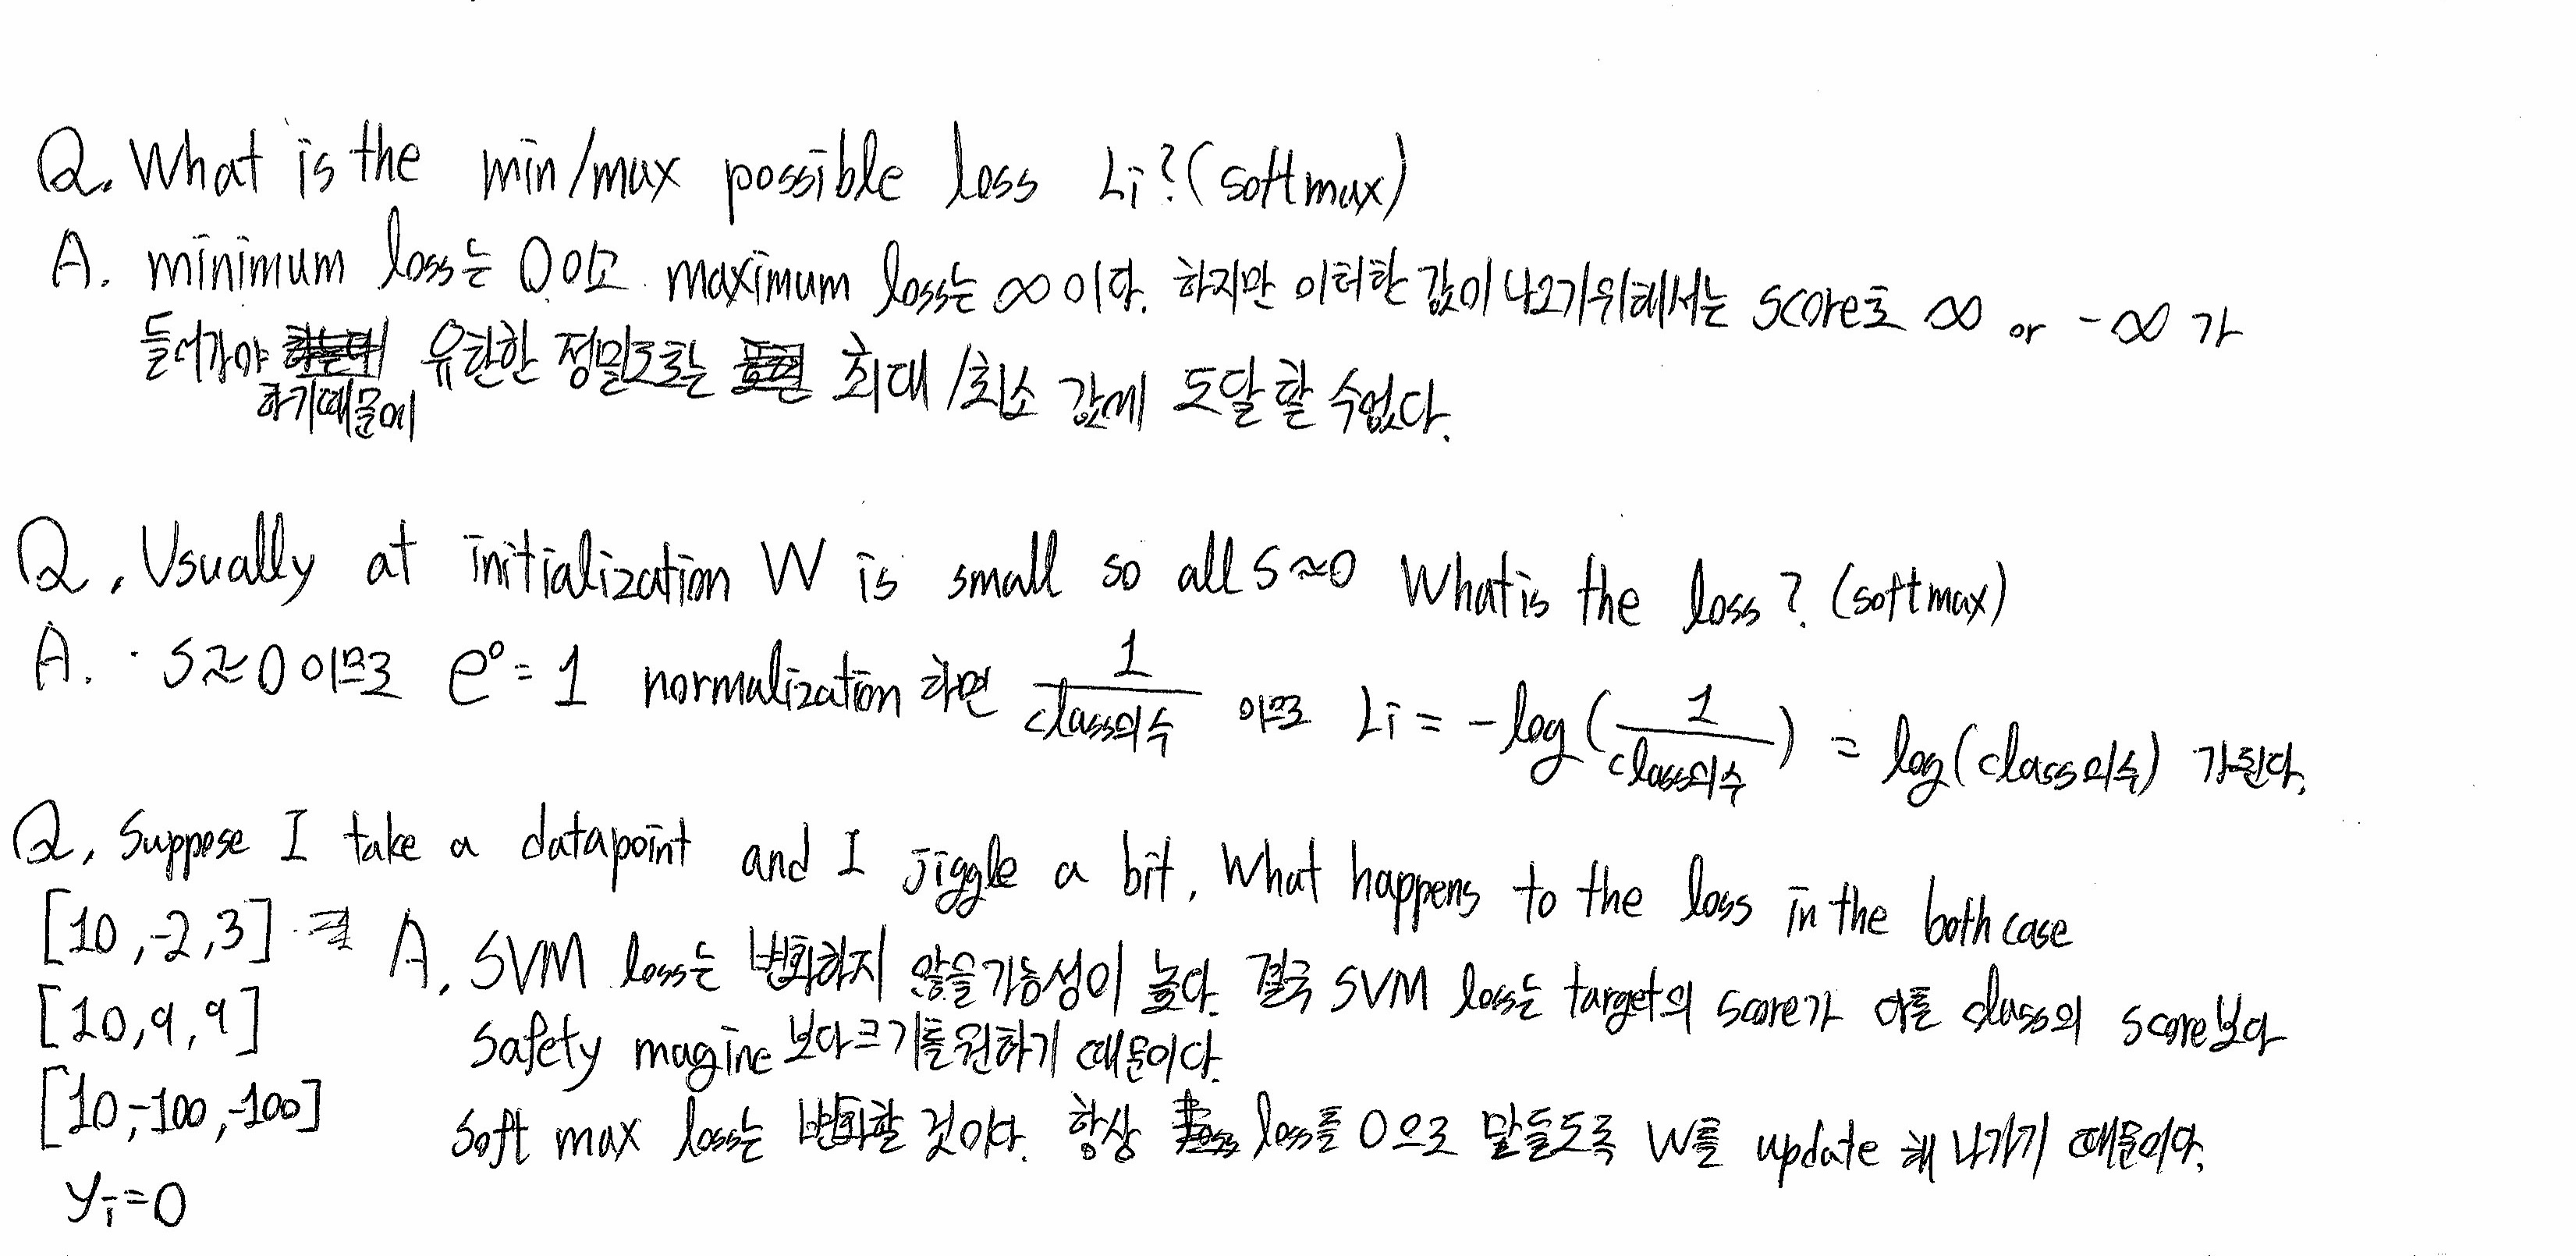 Q. What is the min/max possible loss Li? (softmax)
A. minimum loss는 0이고 maximum loss는 ∞이다. 하지만 이러한 값이 나오기위해서는 score로 ∞ or -∞ 가
들어가야 하기때문에 유한한 정밀도로는 최대/최소 값에 도달 할 수없다.
Q. Usually at initialization W is small so all s≈0 What is the loss? (softmax)
A. s≈0 이므로 e⁰ = 1 normalization 하면 1/class의수 이므로 Li = -log(1/class의수) = log(class의수) 가된다.
Q. Suppose I take a datapoint and I jiggle a bit. What happens to the loss in the both case
[10, -2, 3]
A. SVM loss는 변화하지 않을가능성이 높다. 결국 SVM loss는 target의 score가 다른 class의 score보다
[10, 9, 9]
safety magine 보다크기를원하기 때문이다.
[10, -100, -100]
soft max loss는 변화할 것이다. 항상 loss를 0으로 만들도록 W를 update 해 나가기 때문이다.
yi=0